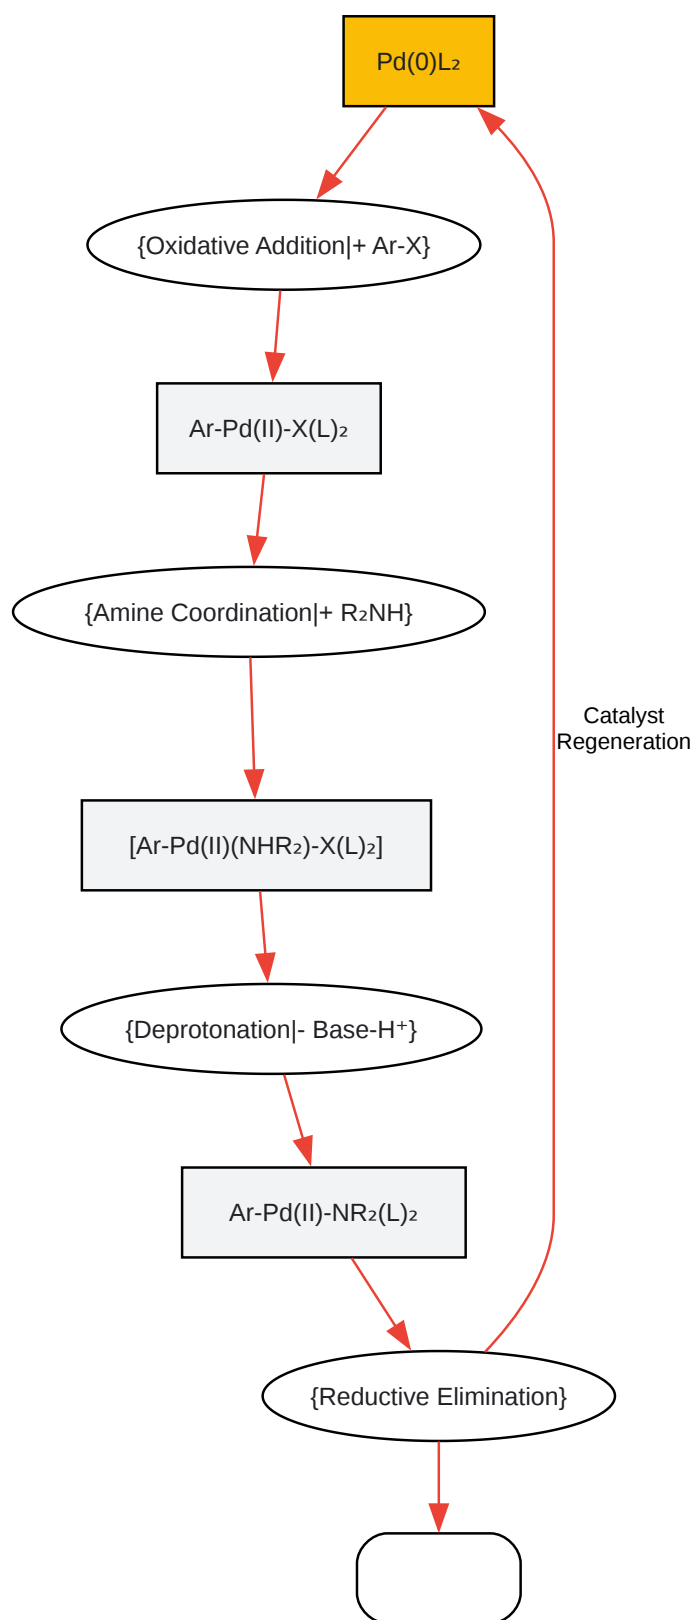 Pd(0)L₂
{Oxidative Addition|+ Ar-X}
Ar-Pd(II)-X(L)₂
{Amine Coordination|+ R₂NH}
Catalyst
Regeneration
[Ar-Pd(II)(NHR₂)-X(L)₂]
{Deprotonation|- Base-H⁺}
Ar-Pd(II)-NR₂(L)₂
{Reductive Elimination}